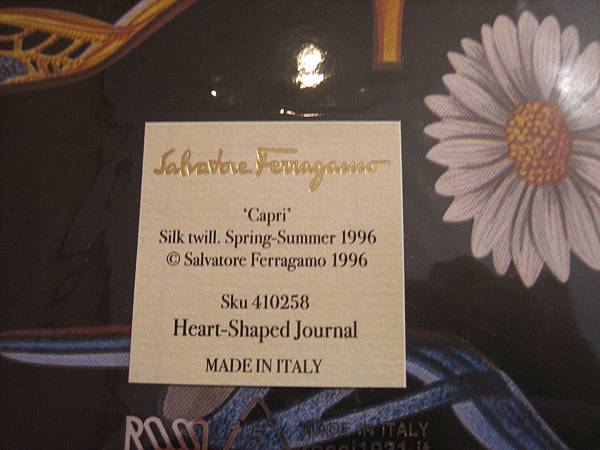 Salvatore Ferragamo
'Capri'
Silk twill. Spring-Summer 1996
© Salvatore Ferragamo 1996
Sku 410258
Heart-Shaped Journal
MADE IN ITALY
MADE IN ITALY